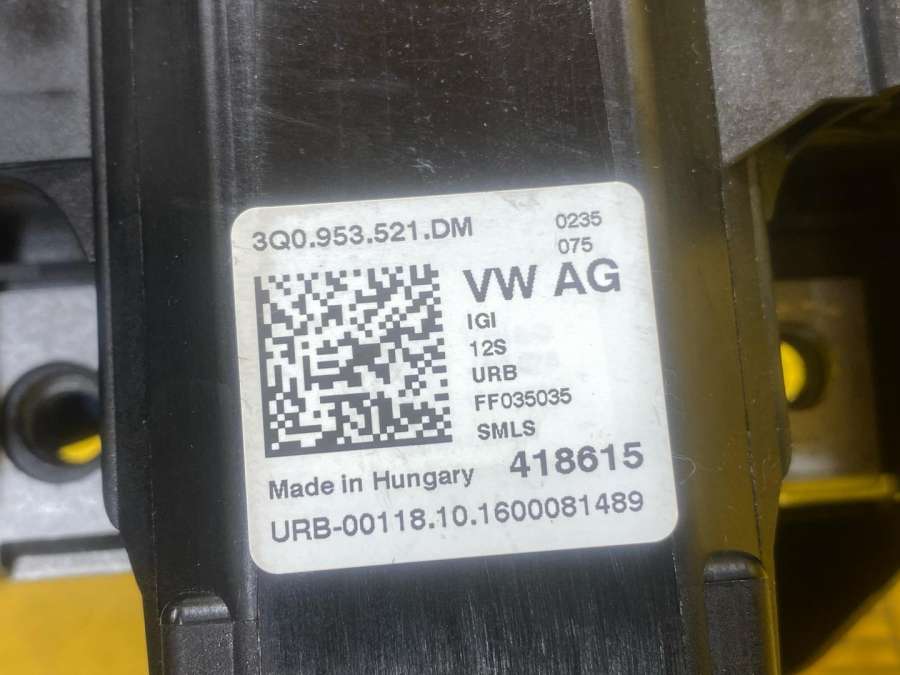 3Q0.953.521.DM
0235
075
VW AG
IGI
12S
URB
FF035035
SMLS
Made in Hungary 418615
URB-00118.10.1600081489